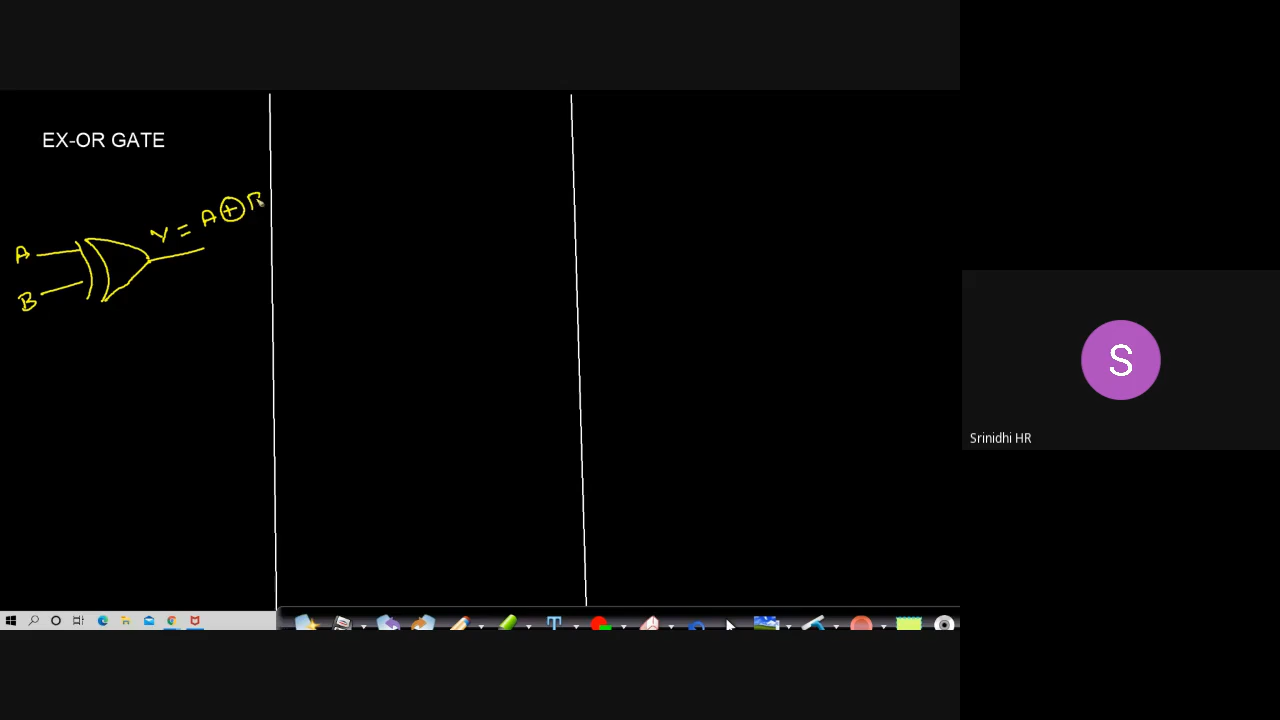 EX-OR GATE
Y = A ⊕ B
A
B
S
Srinidhi HR